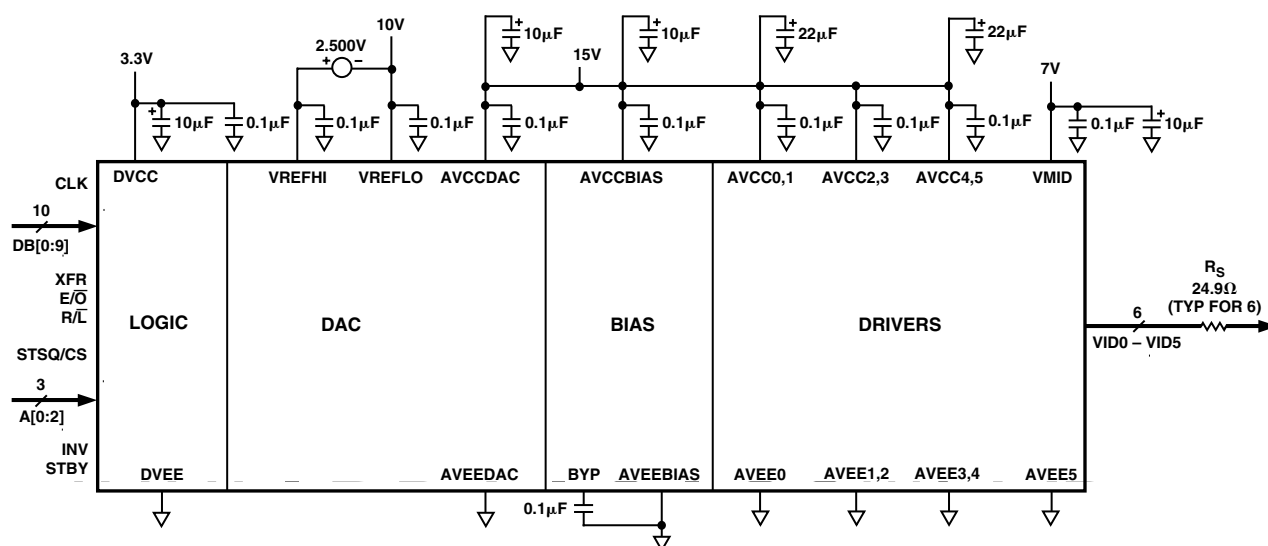 10V
2.500V
+ −
3.3V
+
10µF
0.1µF
0.1µF
0.1µF
+
10µF
15V
+
10µF
+
22µF
+
22µF
0.1µF
0.1µF
0.1µF
0.1µF
0.1µF
7V
0.1µF
+
10µF
DVCC
VREFHI
VREFLO
AVCCDAC
AVCCBIAS
AVCC0,1
AVCC2,3
AVCC4,5
VMID
CLK
10
DB[0:9]
XFR
E/O̅
R/L̅
STSQ/CS
3
A[0:2]
INV
STBY
LOGIC
DAC
BIAS
DRIVERS
RS
24.9Ω
(TYP FOR 6)
6
VID0 – VID5
DVEE
AVEEDAC
BYP
AVEEBIAS
AVEE0
AVEE1,2
AVEE3,4
AVEE5
0.1µF